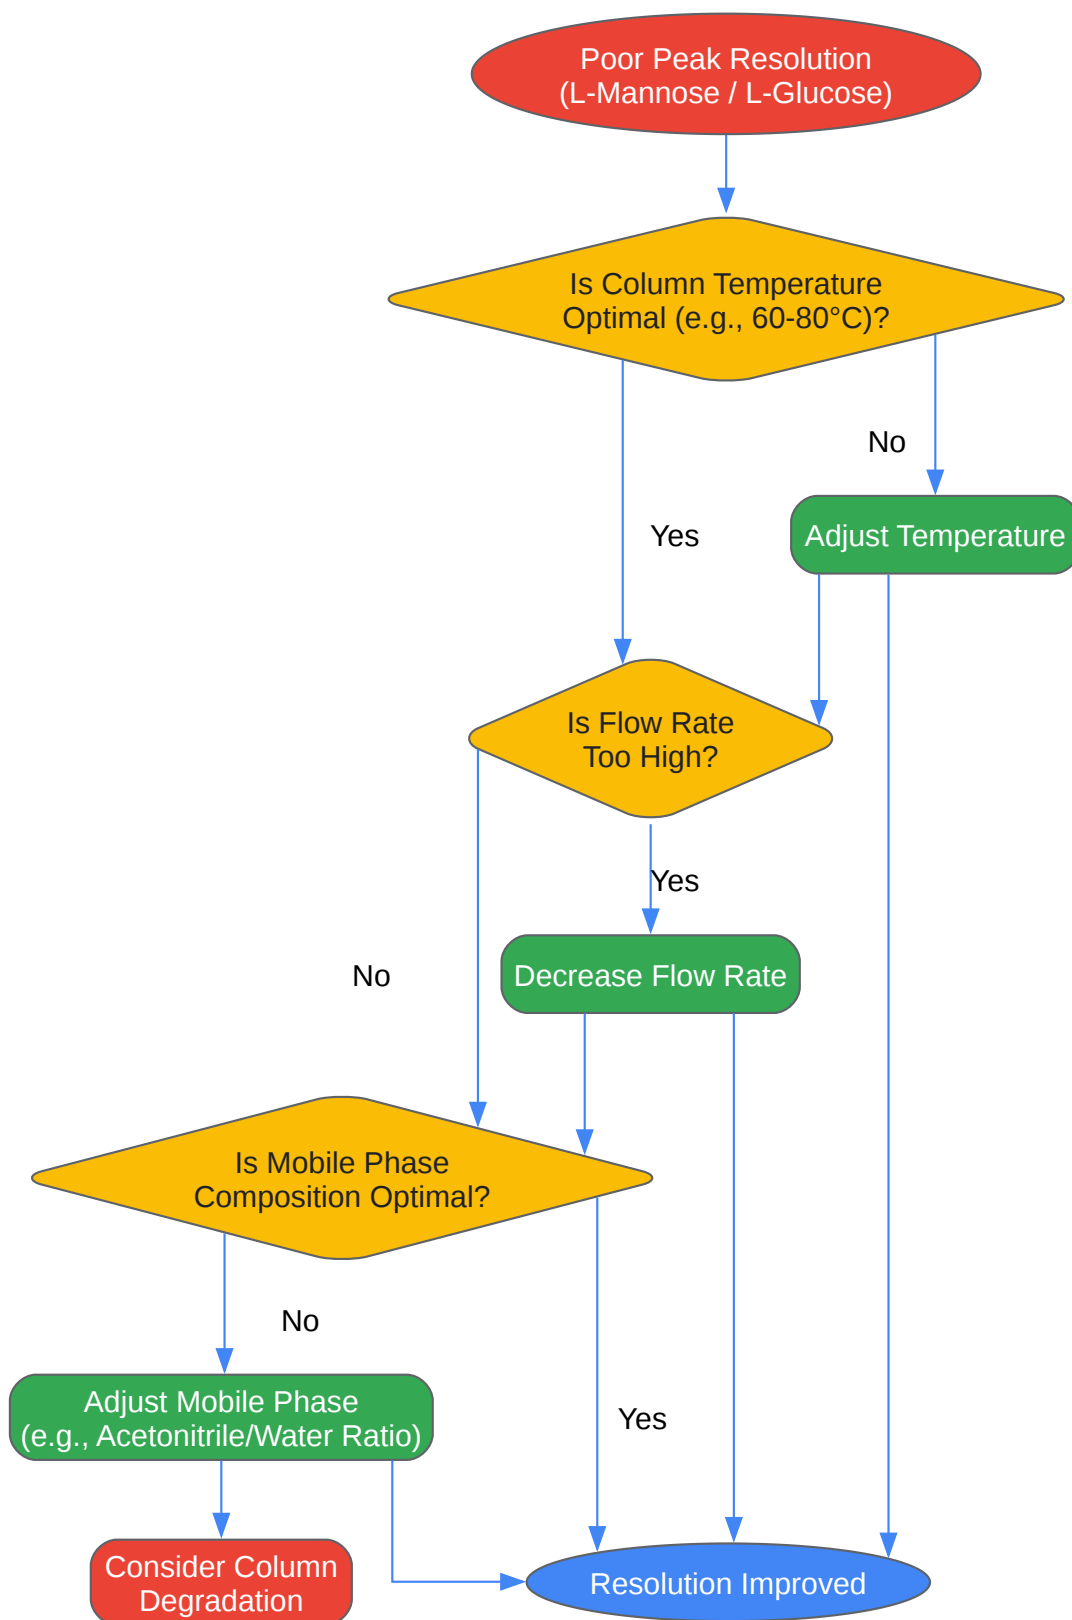 Poor Peak Resolution
(L-Mannose / L-Glucose)
Is Column Temperature
Optimal (e.g., 60-80°C)?
No
Yes
Adjust Temperature
Is Flow Rate
Too High?
Yes
No
Decrease Flow Rate
Is Mobile Phase
Composition Optimal?
No
Adjust Mobile Phase
(e.g., Acetonitrile/Water Ratio)
Yes
Consider Column
Degradation
Resolution Improved